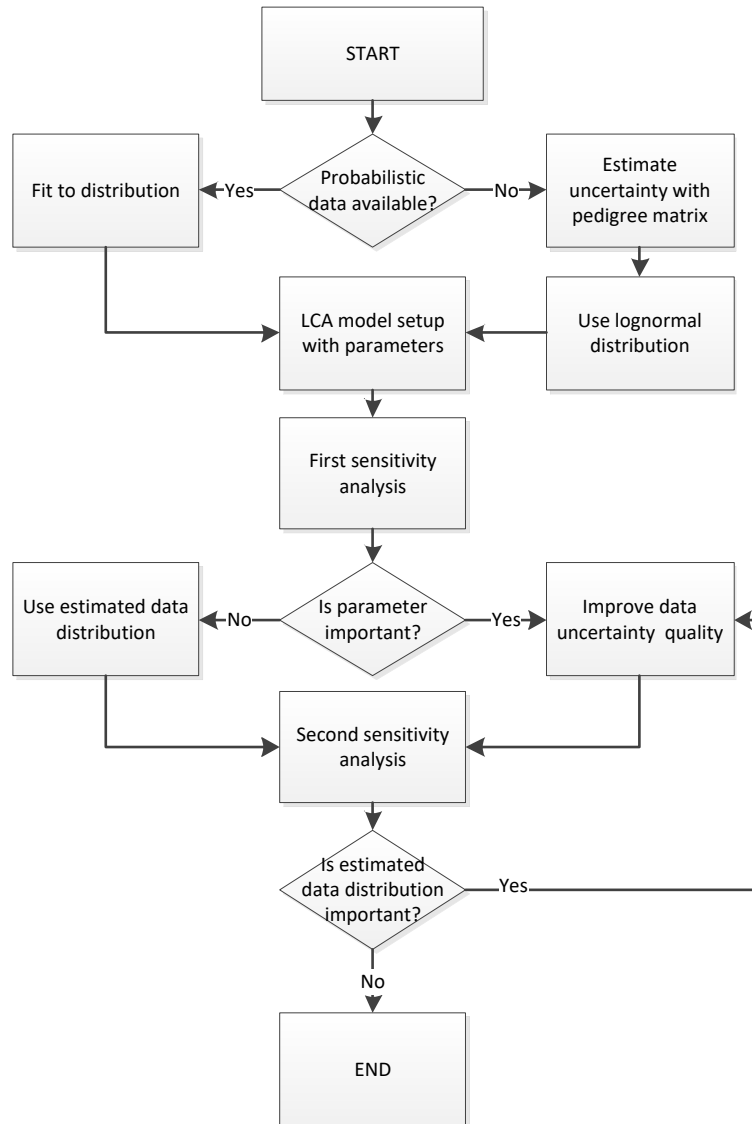 START
Probabilistic
data available?
Yes
No
Fit to distribution
Estimate
uncertainty with
pedigree matrix
LCA model setup
with parameters
Use lognormal
distribution
First sensitivity
analysis
Is parameter
important?
No
Yes
Use estimated data
distribution
Improve data
uncertainty quality
Second sensitivity
analysis
Is estimated
data distribution
important?
Yes
No
END